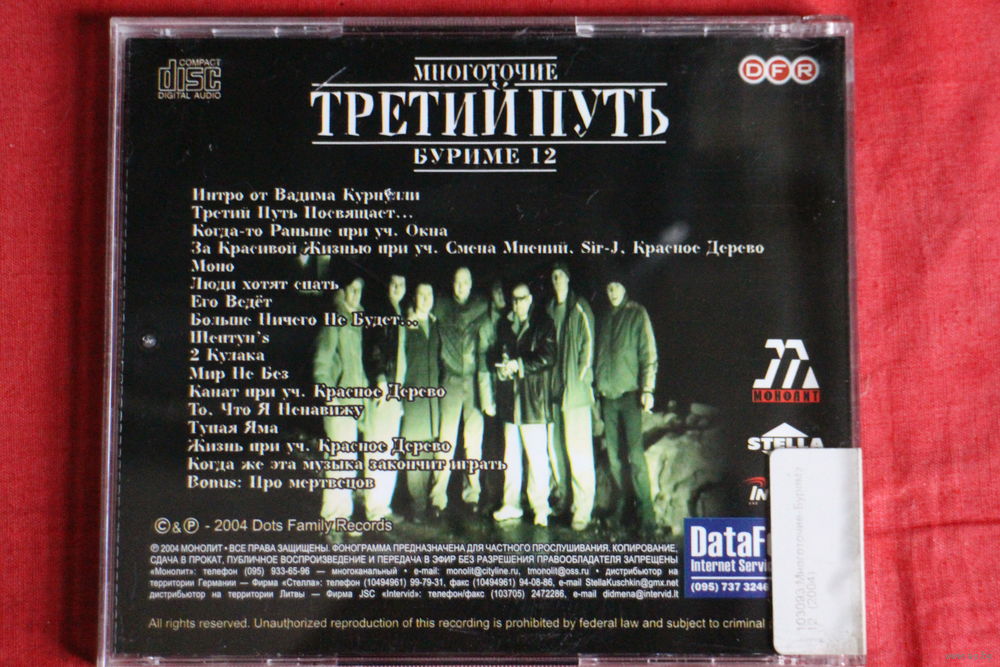 COMPACT
disc
DIGITAL AUDIO
МНОГОТОЧИЕ
DFR
ТРЕТИЙ ПУТЬ
БУРИМЕ 12
Интро от Вадима Курпелли
Третий Путь Посвящает...
Когда-то Раньше при уч. Окна
За Красивой Жизнью при уч. Смена Мнений, Sir-J, Красное Дерево
Моно
Люди хотят спать
Его Ведёт
Больше Ничего Не Будет...
Шептун's
2 Кулака
Мир Не Без
Канат при уч. Красное Дерево
То, Что Я Ненавижу
Тупая Яма
Жизнь при уч. Красное Дерево
Когда же эта музыка закончит играть
Bonus: Про мертвецов
МОНОЛИТ
STELLA
In
© & ℗ - 2004 Dots Family Records
℗ 2004 МОНОЛИТ • ВСЕ ПРАВА ЗАЩИЩЕНЫ. ФОНОГРАММА ПРЕДНАЗНАЧЕНА ДЛЯ ЧАСТНОГО ПРОСЛУШИВАНИЯ. КОПИРОВАНИЕ,
СДАЧА В ПРОКАТ, ПУБЛИЧНОЕ ВОСПРОИЗВЕДЕНИЕ И ПЕРЕДАЧА В ЭФИР БЕЗ РАЗРЕШЕНИЯ ПРАВООБЛАДАТЕЛЯ ЗАПРЕЩЕНЫ
«Монолит»: телефон (095) 933-65-96 — многоканальный • e-mail: monolit@cityline.ru, tmonolit@oss.ru • дистрибьютор на
территории Германии — Фирма «Стелла»: телефон (10494961) 99-79-31, факс (10494961) 94-08-86, e-mail StellaKuschkin@gmx.net
дистрибьютор на территории Литвы — Фирма JSC «Intervid»: телефон/факс (103705) 2472286, e-mail didmena@intervid.lt
DataF
Internet Servi
(095) 737 3246
All rights reserved. Unauthorized reproduction of this recording is prohibited by federal law and subject to criminal
103093 Многоточие-Буриме
12 (2004)